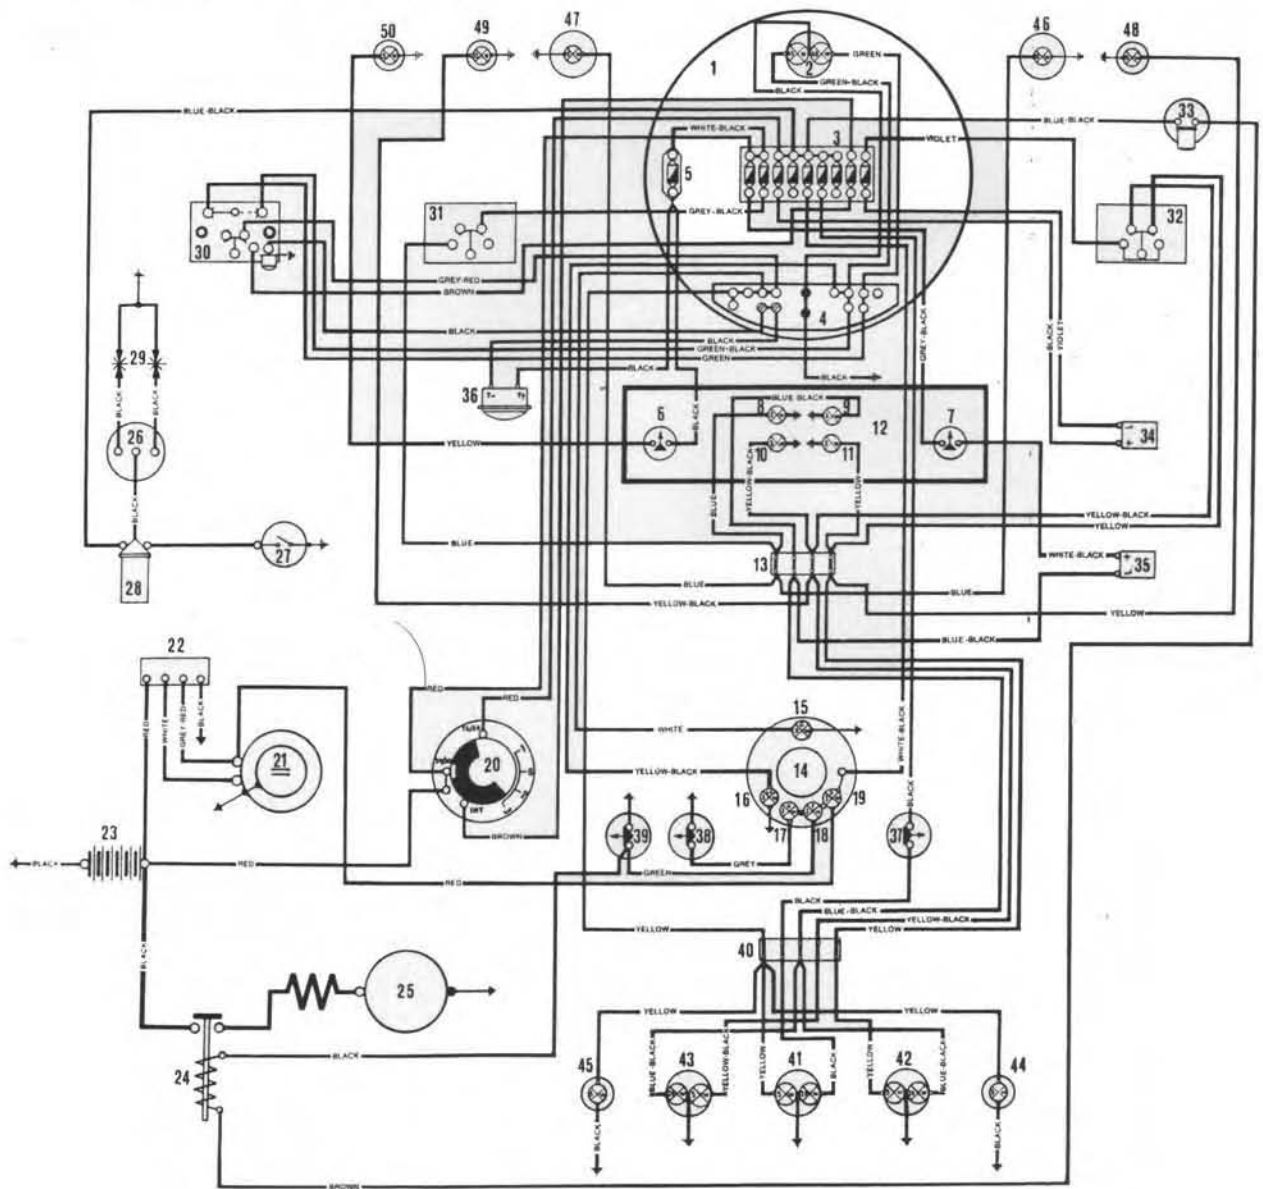 50
49
47
46
48
1
2
GREEN
GREEN-BLACK
BLACK
BLUE-BLACK
WHITE-BLACK
3
BLUE-BLACK
33
VIOLET
5
31
GREY-BLACK
32
30
GREY-RED
BROWN
4
BLACK
BLACK
GREEN-BLACK
GREEN
BLACK
BLACK
GREY-BLACK
BLACK
VIOLET
29
BLACK
BLACK
36
26
6
BLACK
8
BLUE-BLACK
9
12
7
10
11
34
YELLOW
BLUE
YELLOW-BLACK
YELLOW
YELLOW-BLACK
YELLOW
BLACK
27
28
BLUE
13
WHITE-BLACK
35
BLUE
YELLOW-BLACK
BLUE
YELLOW
BLUE-BLACK
22
RED
WHITE
GREY-RED
BLACK
RED
RED
21
20
INT
WHITE
15
14
WHITE-BLACK
YELLOW-BLACK
16
17
18
19
BLACK
23
BLACK
RED
BROWN
39
38
37
GREY
GREEN
RED
BLACK
BLUE-BLACK
YELLOW-BLACK
YELLOW
YELLOW
40
BLACK
25
24
BLACK
YELLOW
YELLOW
45
BLUE-BLACK
43
YELLOW-BLACK
YELLOW
41
BLACK
YELLOW
42
BLUE-BLACK
44
BLACK
BLACK
BROWN